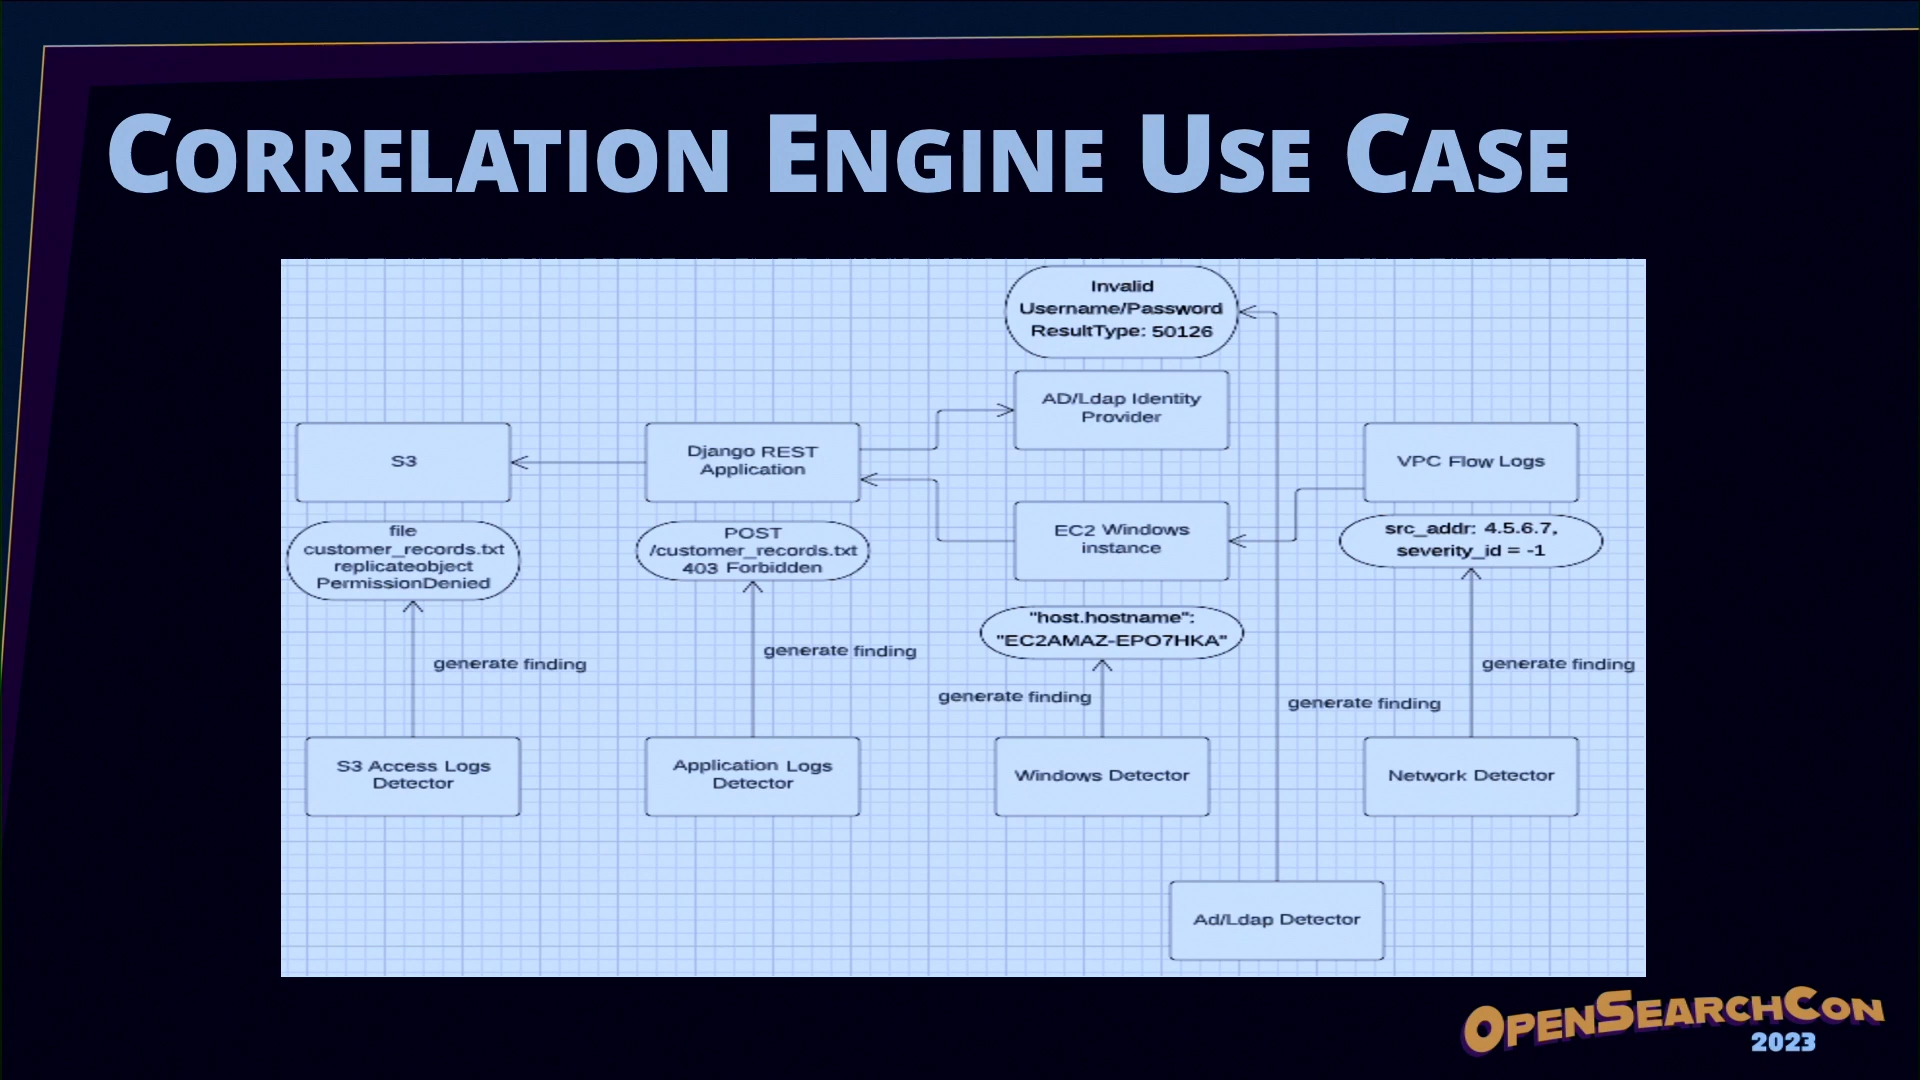 CORRELATION ENGINE USE CASE
Invalid
Username/Password
ResultType: 50126
AD/Ldap Identity
Provider
S3
Django REST
Application
VPC Flow Logs
EC2 Windows
instance
file
customer_records.txt
replicateobject
PermissionDenied
POST
/customer_records.txt
403 Forbidden
src_addr: 4.5.6.7,
severity_id = -1
"host.hostname":
"EC2AMAZ-EPO7HKA"
generate finding
generate finding
generate finding
generate finding
generate finding
S3 Access Logs
Detector
Application Logs
Detector
Windows Detector
Network Detector
Ad/Ldap Detector
OPENSEARCHCON
2023